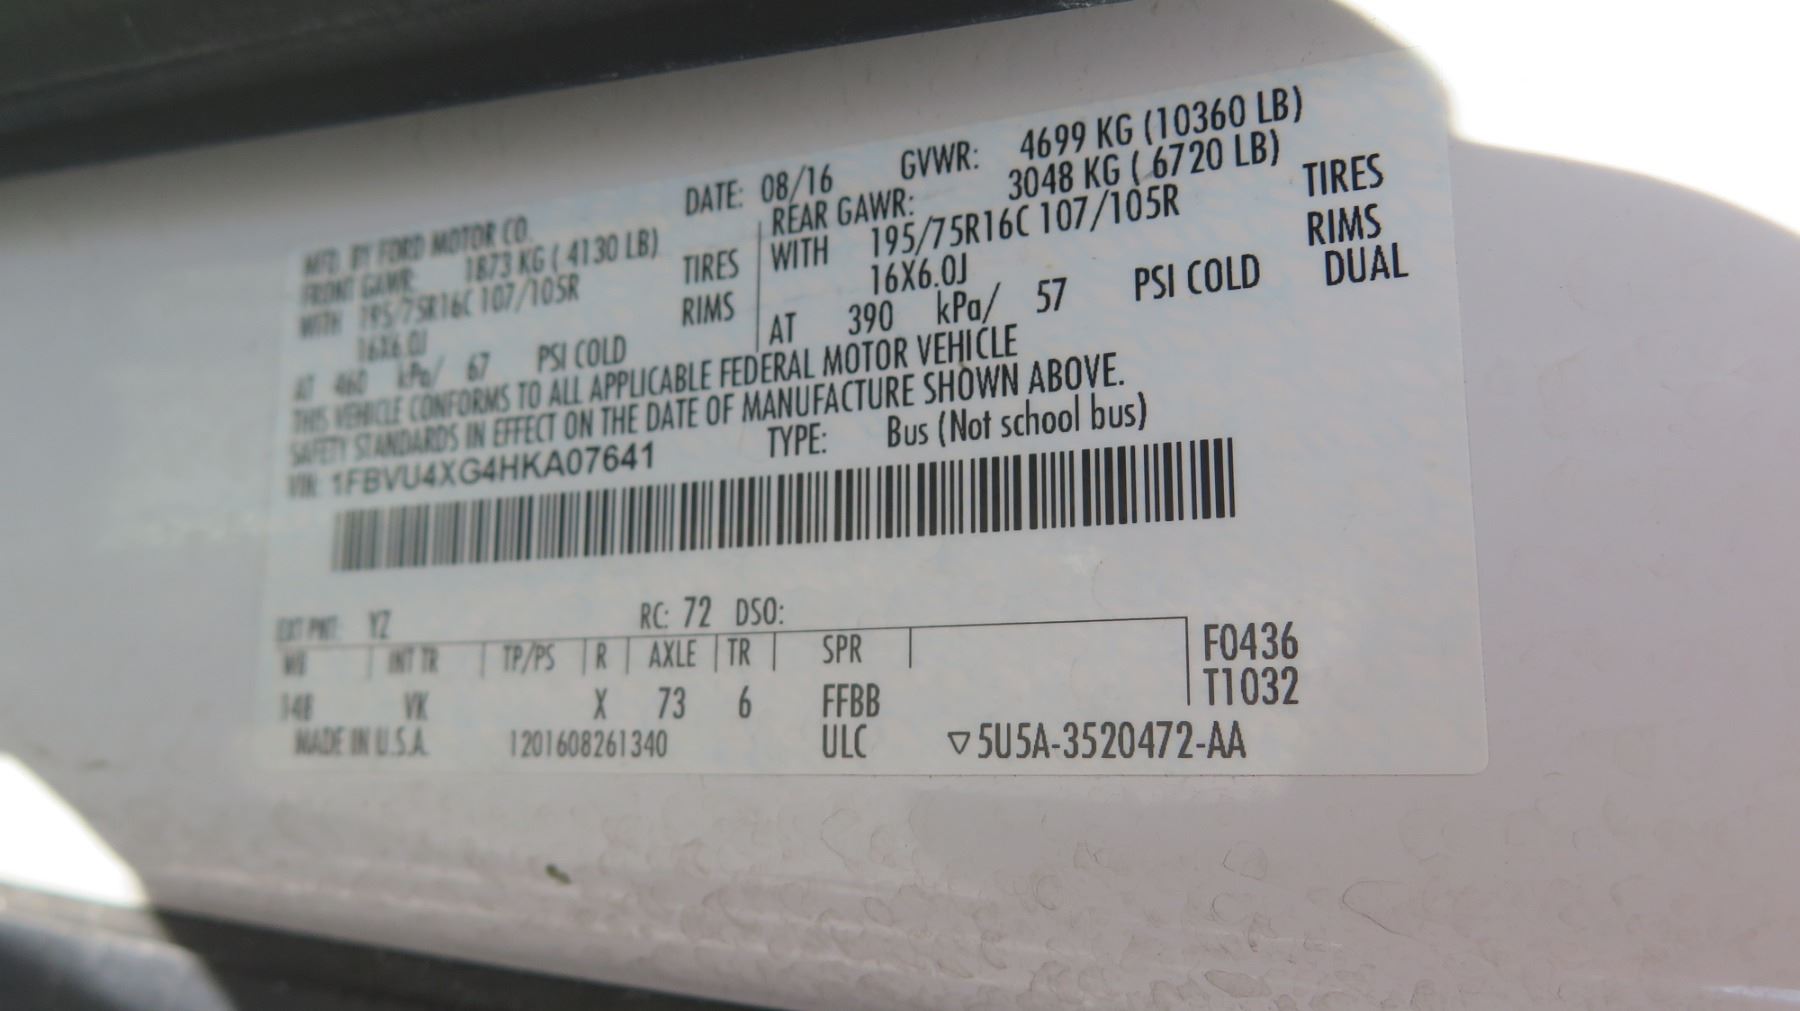 MFD. BY FORD MOTOR CO. DATE: 08/16 GVWR: 4699 KG (10360 LB)
FRONT GAWR: 1873 KG ( 4130 LB) REAR GAWR: 3048 KG ( 6720 LB)
WITH 195/75R16C 107/105R TIRES WITH 195/75R16C 107/105R TIRES
16X6.0J RIMS 16X6.0J RIMS
AT 460 kPa/ 67 PSI COLD AT 390 kPa/ 57 PSI COLD DUAL
THIS VEHICLE CONFORMS TO ALL APPLICABLE FEDERAL MOTOR VEHICLE
SAFETY STANDARDS IN EFFECT ON THE DATE OF MANUFACTURE SHOWN ABOVE.
VIN: 1FBVU4XG4HKA07641 TYPE: Bus (Not school bus)
EXT PNT: YZ RC: 72 DSO:
WB INT TR TP/PS R AXLE TR SPR F0436
148 VK X 73 6 FFBB T1032
MADE IN U.S.A. 1201608261340 ULC ▽5U5A-3520472-AA